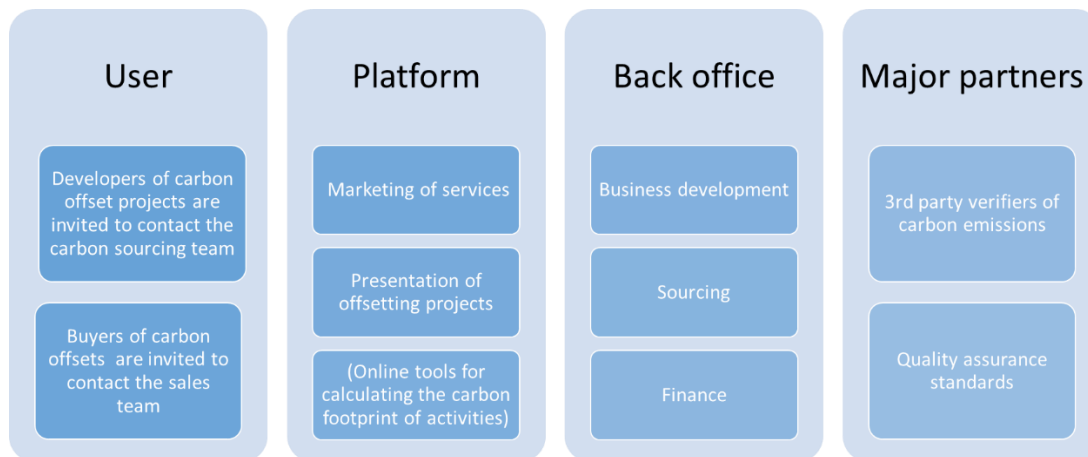 User
Developers of carbon
offset projects are
invited to contact the
carbon sourcing team
Buyers of carbon
offsets are invited to
contact the sales
team
Platform
Marketing of services
Presentation of
offsetting projects
(Online tools for
calculating the carbon
footprint of activities)
Back office
Business development
Sourcing
Finance
Major partners
3rd party verifiers of
carbon emissions
Quality assurance
standards